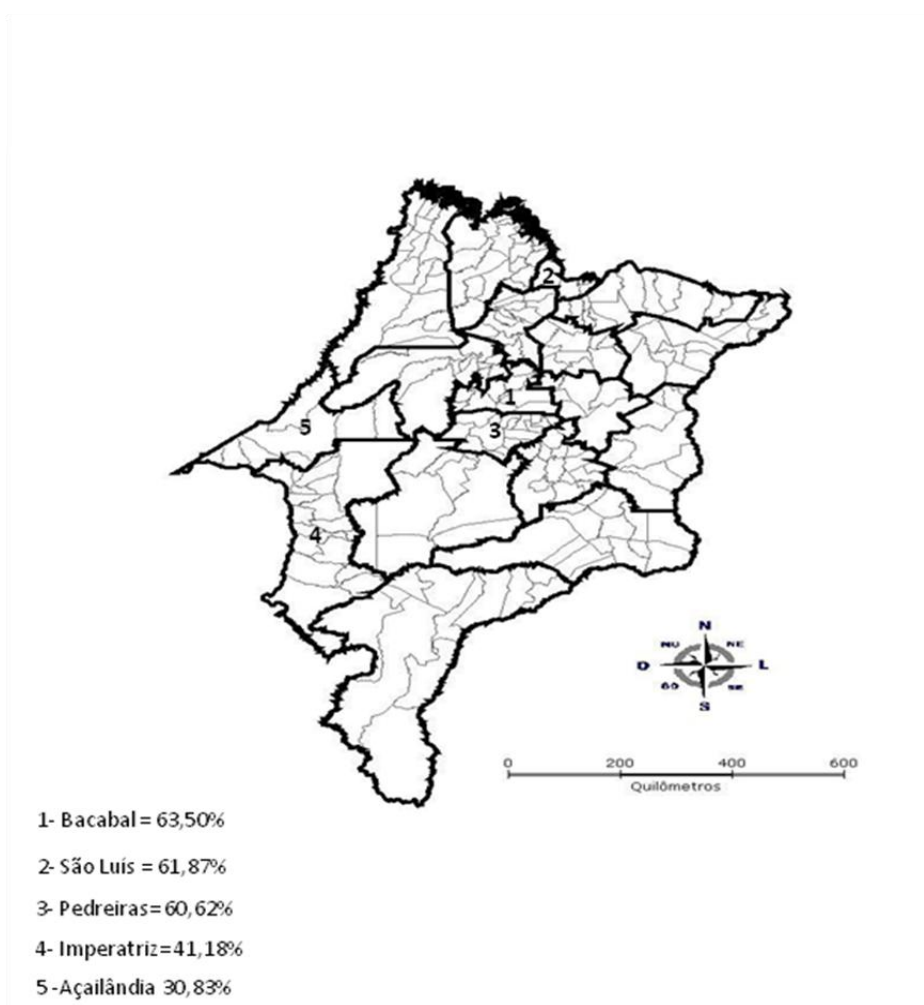 2
1
5
3
4
N
NE
D
L
SE
S
0 200 400 600
Quilômetros
1- Bacabal = 63,50%
2- São Luís = 61,87%
3- Pedreiras= 60,62%
4- Imperatriz=41,18%
5 -Açailândia 30,83%